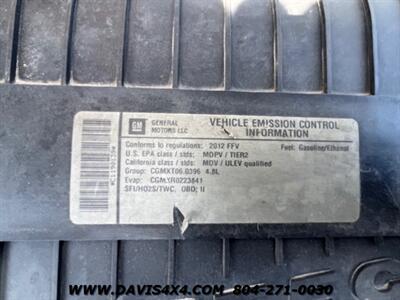 GM
GENERAL MOTORS LLC
VEHICLE EMISSION CONTROL INFORMATION
Conforms to regulations: 2012 FFV Fuel: Gasoline/Ethanol
U.S. EPA class / stds: MDPV / TIER2
California class / stds: MDV / ULEV qualified
Group: CGMXT06.0396 4.8L
Evap: CGMXR0223841
SFI/HO2S/TWC, OBD: II
WWW.DAVIS4X4.COM 804-271-0030